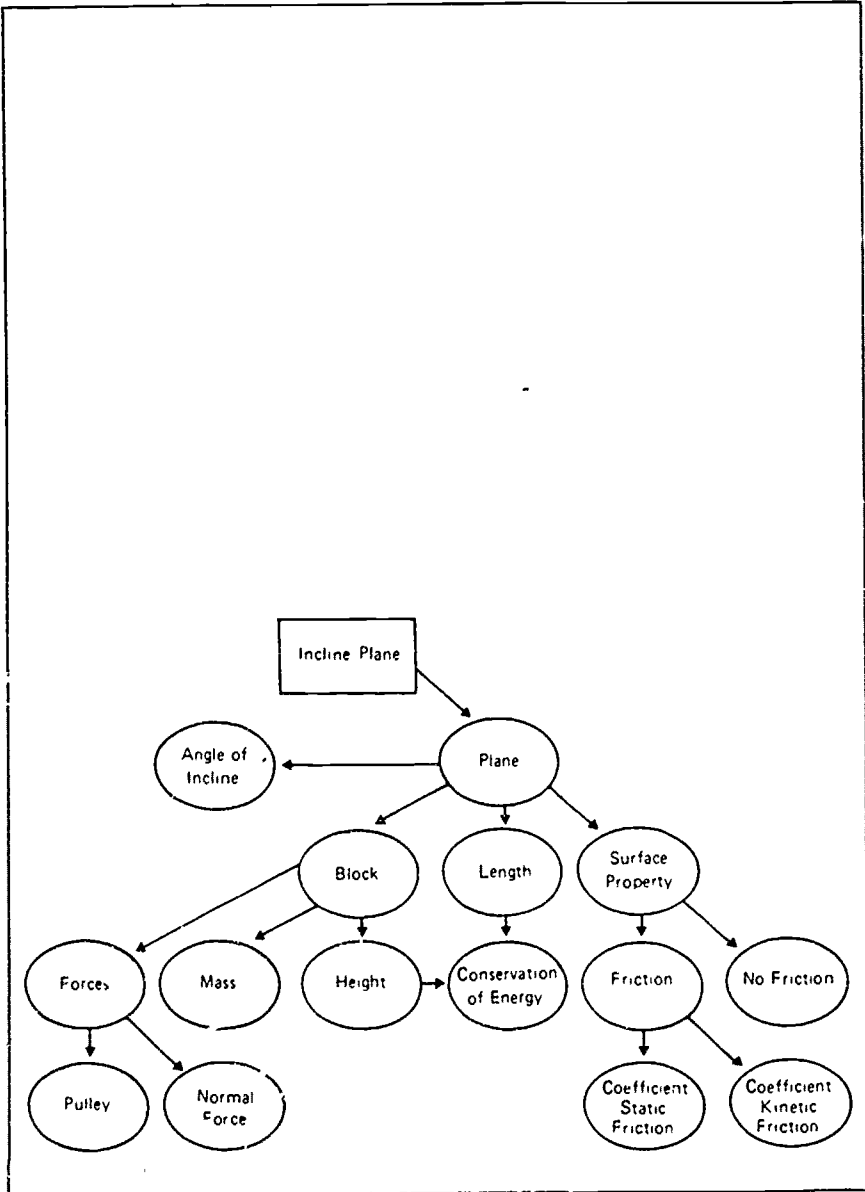 Incline Plane
Angle of
Incline
Plane
Block
Length
Surface
Property
Forces
Mass
Height
Conservation
of Energy
Friction
No Friction
Pulley
Normal
Force
Coefficient
Static
Friction
Coefficient
Kinetic
Friction